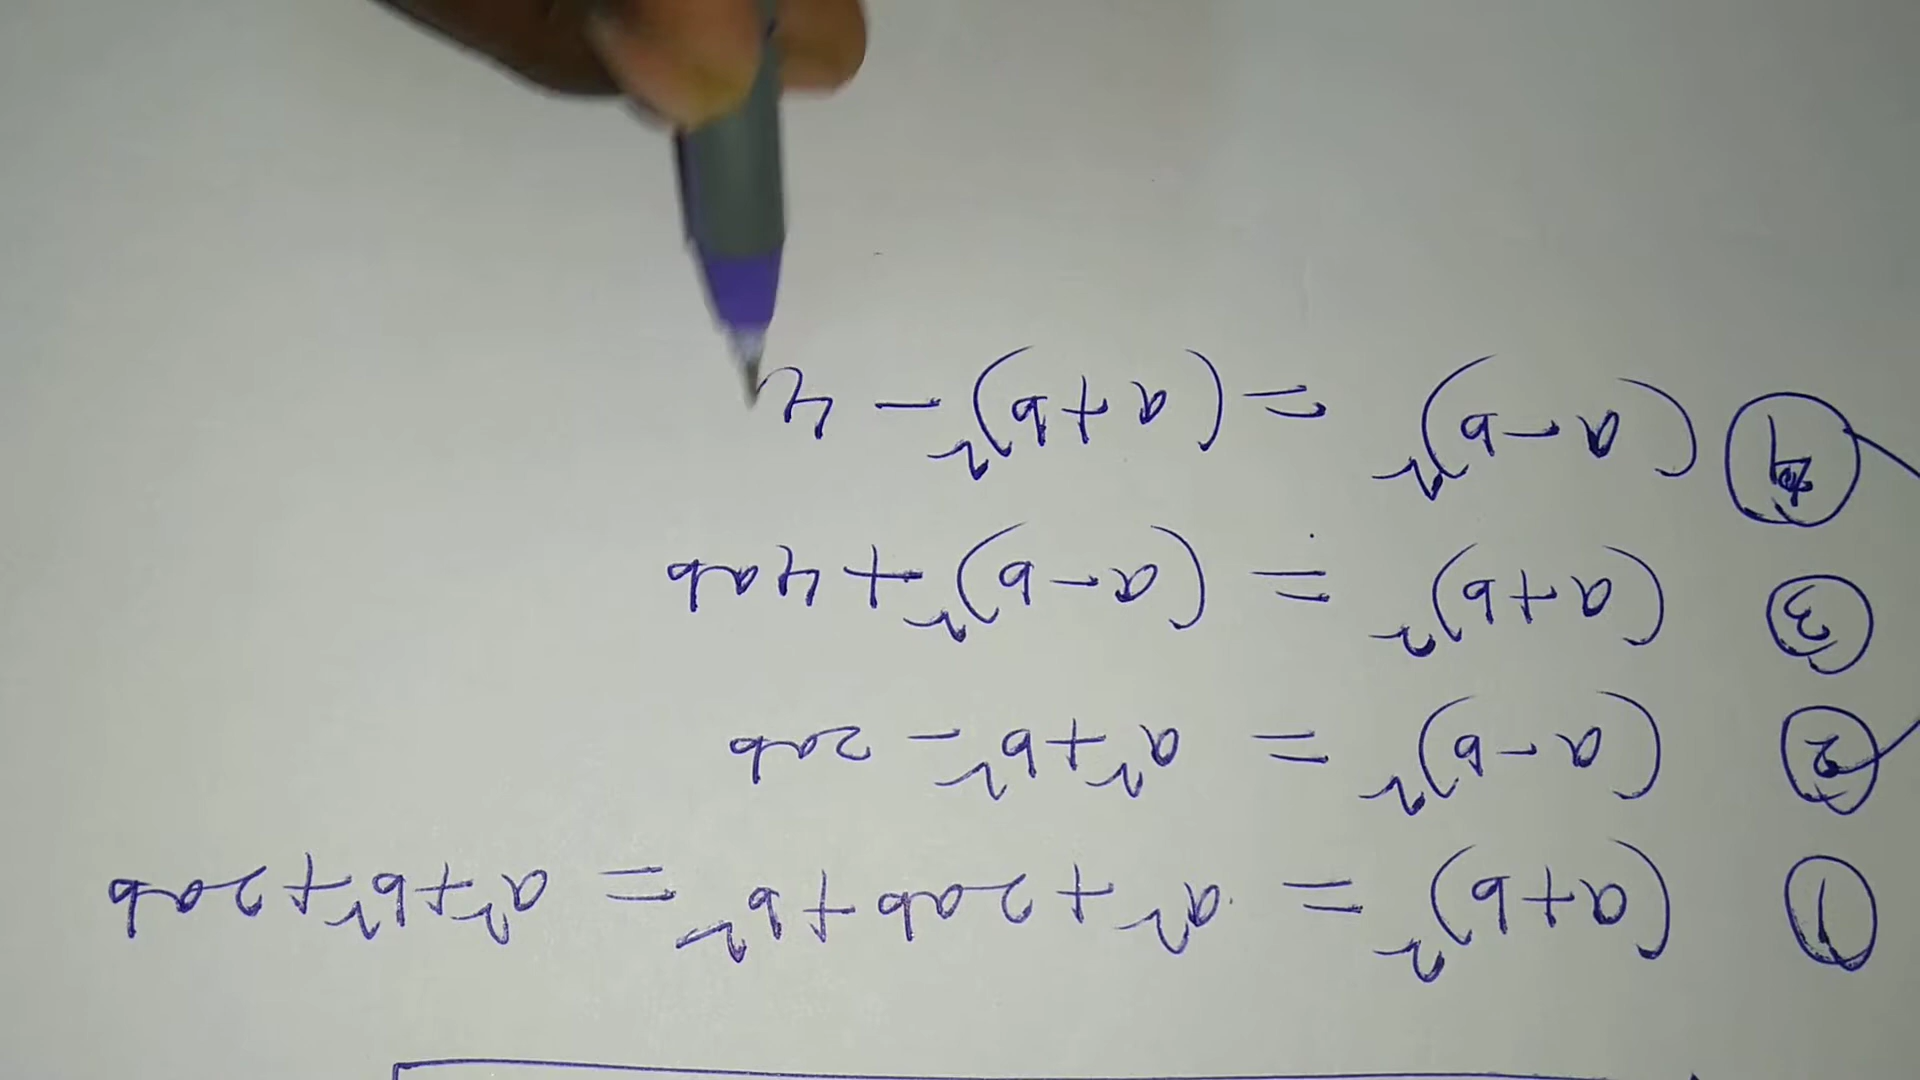 ① (a+b)² = a²+2ab+b² = a²+b²+2ab
② (a-b)² = a²+b²-2ab
③ (a+b)² = (a-b)²+4ab
④ (a-b)² = (a+b)²-4